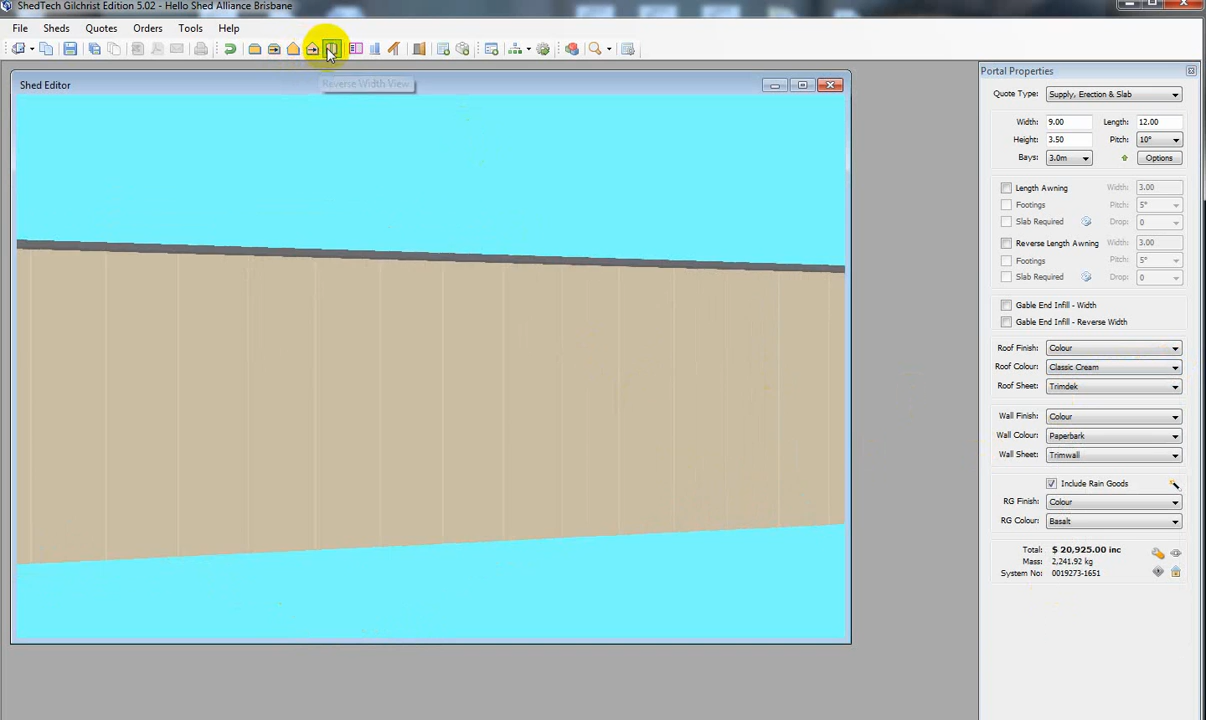 ShedTech Gilchrist Edition 5.02 - Hello Shed Alliance Brisbane
File Sheds Quotes Orders Tools Help
Reverse Width View
Shed Editor
Portal Properties
Quote Type: Supply, Erection & Slab
Width: 9.00 Length: 12.00
Height: 3.50 Pitch: 10°
Bays: 3.0m Options
Length Awning Width: 3.00
Footings Pitch: 5°
Slab Required Drop: 0
Reverse Length Awning Width: 3.00
Footings Pitch: 5°
Slab Required Drop: 0
Gable End Infill - Width
Gable End Infill - Reverse Width
Roof Finish: Colour
Roof Colour: Classic Cream
Roof Sheet: Trimdek
Wall Finish: Colour
Wall Colour: Paperbark
Wall Sheet: Trimwall
Include Rain Goods
RG Finish: Colour
RG Colour: Basalt
Total: $ 20,925.00 inc
Mass: 2,241.92 kg
System No: 0019273-1651